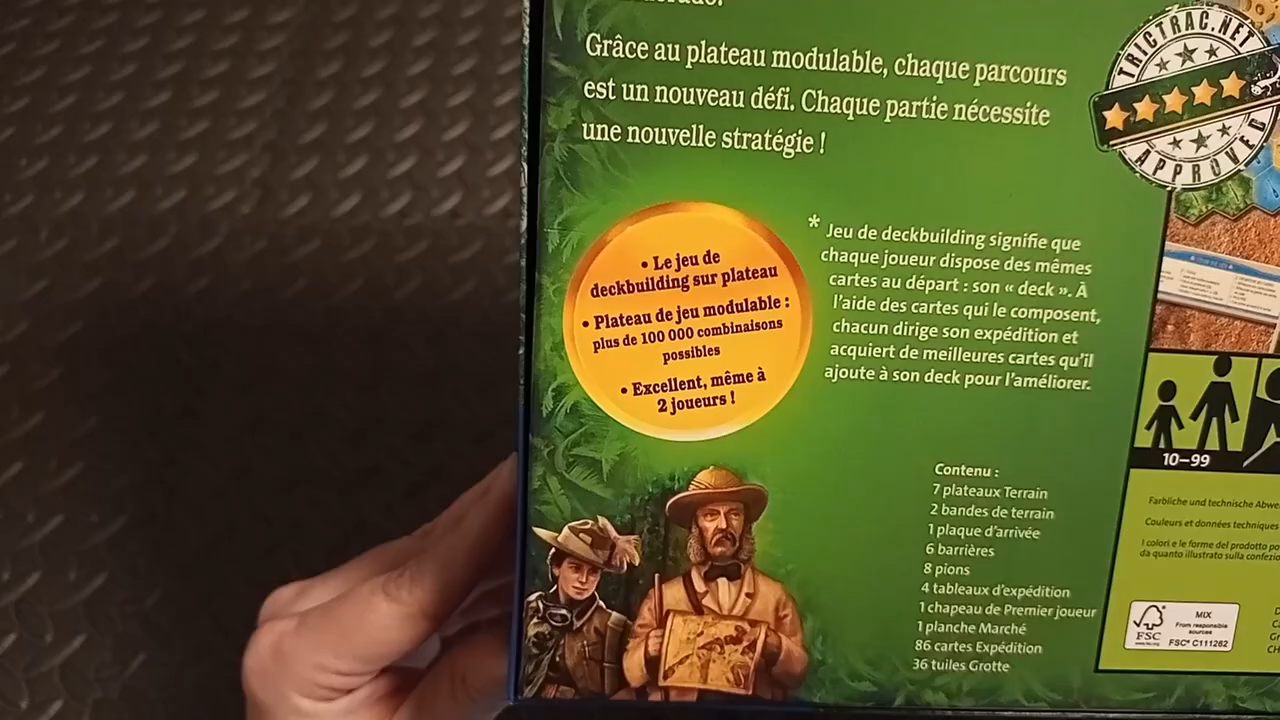 Grâce au plateau modulable, chaque parcours
est un nouveau défi. Chaque partie nécessite
une nouvelle stratégie !
TRICTRAC.NET
APPROVED
• Le jeu de
deckbuilding sur plateau
• Plateau de jeu modulable :
plus de 100 000 combinaisons
possibles
• Excellent, même à
2 joueurs !
* Jeu de deckbuilding signifie que
chaque joueur dispose des mêmes
cartes au départ : son « deck ». À
l'aide des cartes qui le composent,
chacun dirige son expédition et
acquiert de meilleures cartes qu'il
ajoute à son deck pour l'améliorer.
10–99
Contenu :
7 plateaux Terrain
2 bandes de terrain
1 plaque d'arrivée
6 barrières
8 pions
4 tableaux d'expédition
1 chapeau de Premier joueur
1 planche Marché
86 cartes Expédition
36 tuiles Grotte
Farbliche und technische
Couleurs et données techniques
I colori e le forme del prodotto
da quanto illustrato sulla
FSC
MIX
From responsible
sources
FSC® C111262